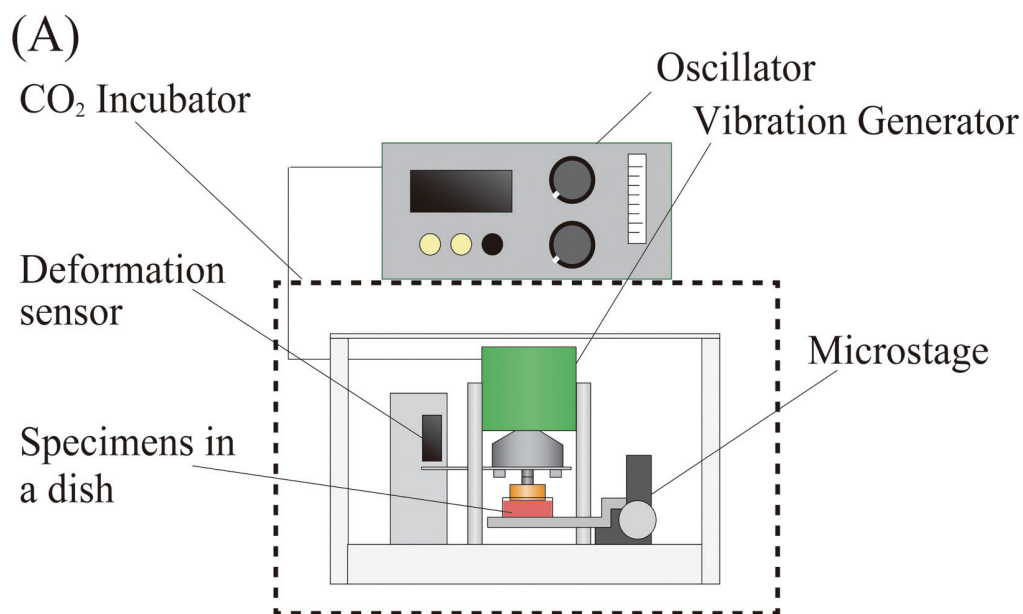 (A)
CO₂ Incubator
Oscillator
Vibration Generator
Deformation
sensor
Microstage
Specimens in
a dish